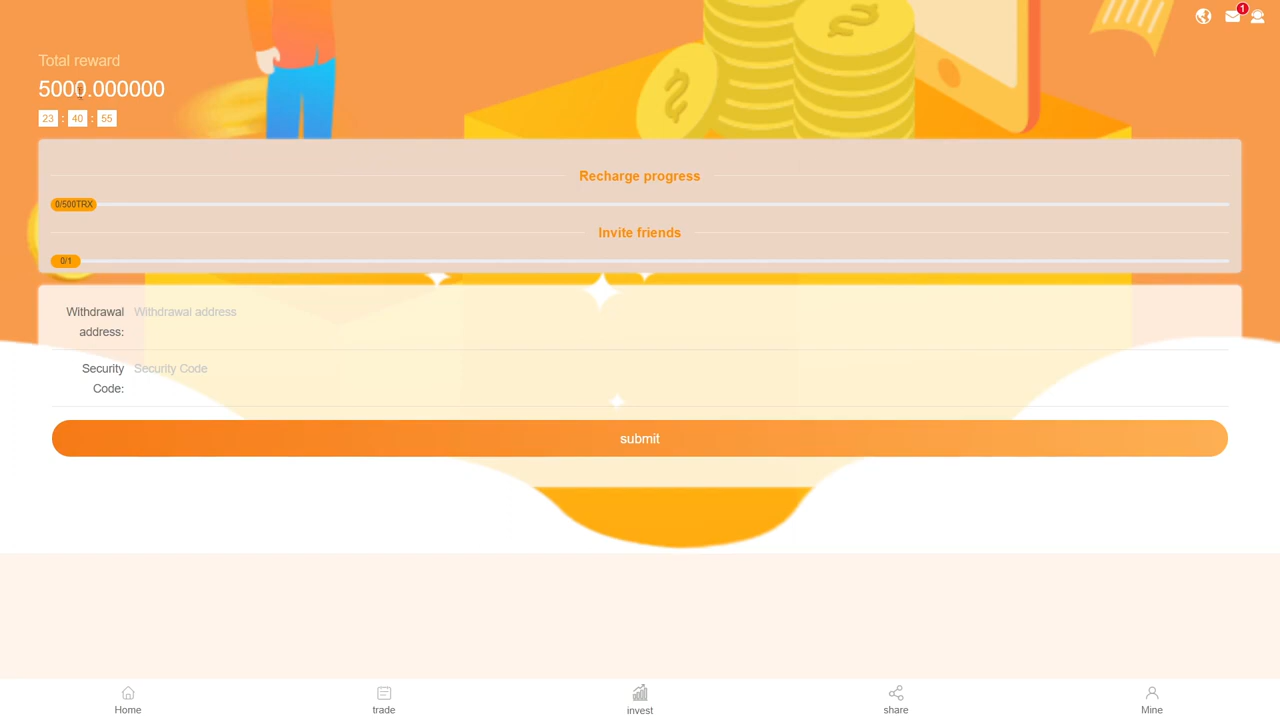 1
Total reward
5000.000000
23 : 40 : 55
Recharge progress
0/500TRX
Invite friends
0/1
Withdrawal address:
Withdrawal address
Security Code:
Security Code
submit
Home
trade
invest
share
Mine